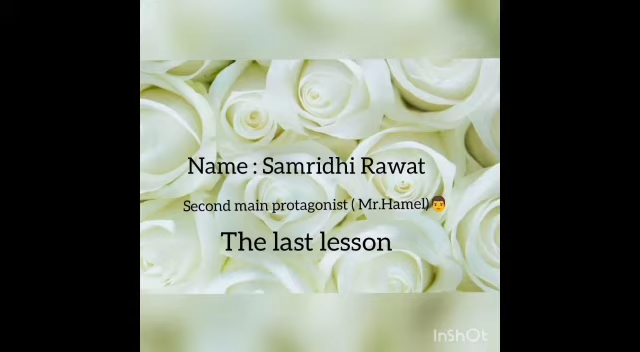 Name : Samridhi Rawat
Second main protagonist ( Mr.Hamel)👨
The last lesson
InShOt